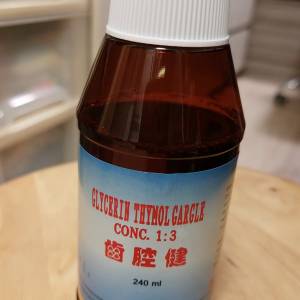 GLYCERIN THYMOL GARGLE
CONC. 1:3
齒腔健
240 ml